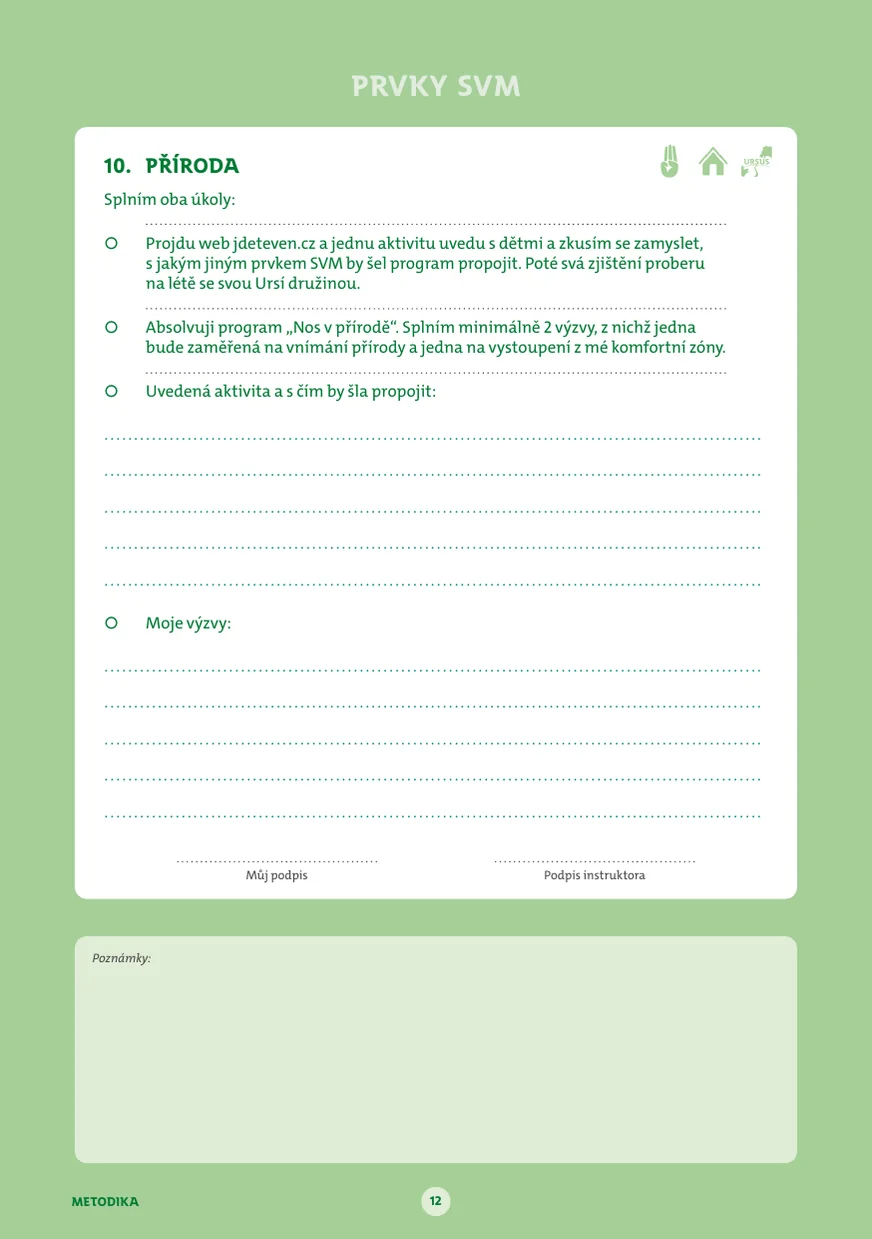 PRVKY SVM
10. PŘÍRODA
URSUS
Splním oba úkoly:
Projdu web jdeteven.cz a jednu aktivitu uvedu s dětmi a zkusím se zamyslet,
s jakým jiným prvkem SVM by šel program propojit. Poté svá zjištění proberu
na létě se svou Ursí družinou.
Absolvuji program „Nos v přírodě“. Splním minimálně 2 výzvy, z nichž jedna
bude zaměřená na vnímání přírody a jedna na vystoupení z mé komfortní zóny.
Uvedená aktivita a s čím by šla propojit:
Moje výzvy:
Můj podpis
Podpis instruktora
Poznámky:
METODIKA
12